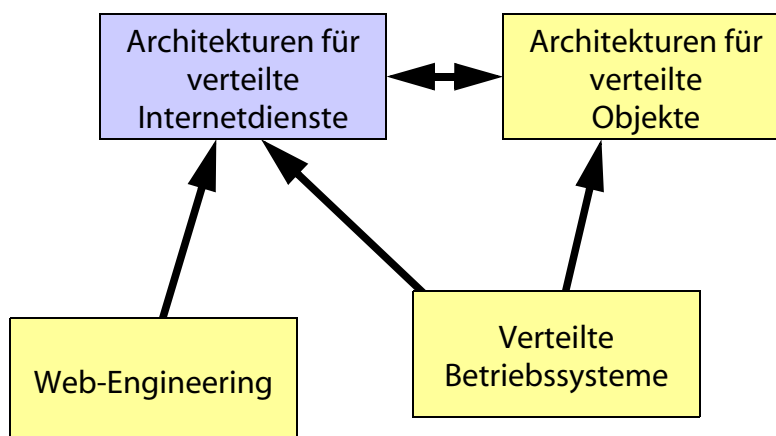 Architekturen für
verteilte
Internetdienste
Architekturen für
verteilte
Objekte
Web-Engineering
Verteilte
Betriebssysteme